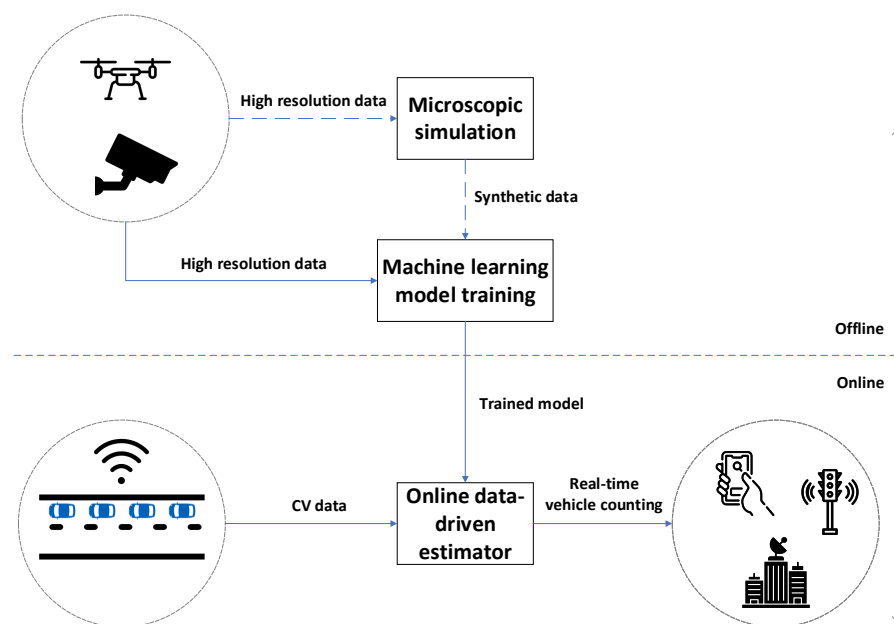 High resolution data
Microscopic
simulation
Synthetic data
High resolution data
Machine learning
model training
Offline
Online
Trained model
CV data
Online data-
driven
estimator
Real-time
vehicle counting